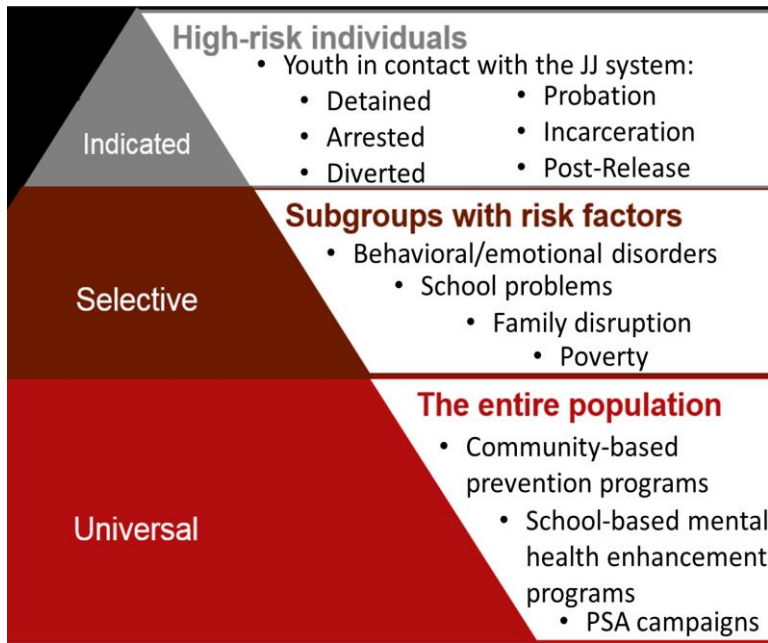 High-risk individuals
• Youth in contact with the JJ system:
• Detained
• Arrested
• Diverted
• Probation
• Incarceration
• Post-Release
Indicated
Subgroups with risk factors
• Behavioral/emotional disorders
• School problems
• Family disruption
• Poverty
Selective
The entire population
• Community-based
prevention programs
• School-based mental
health enhancement
programs
• PSA campaigns
Universal